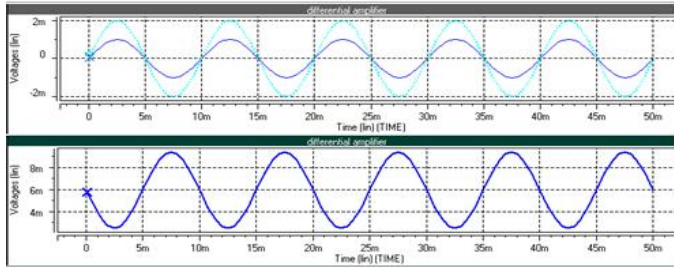 differential amplifier
Voltages (lin)
2m
0
-2m
0 5m 10m 15m 20m 25m 30m 35m 40m 45m 50m
Time (lin) (TIME)
differential amplifier
Voltages (lin)
8m
6m
4m
0 5m 10m 15m 20m 25m 30m 35m 40m 45m 50m
Time (lin) (TIME)